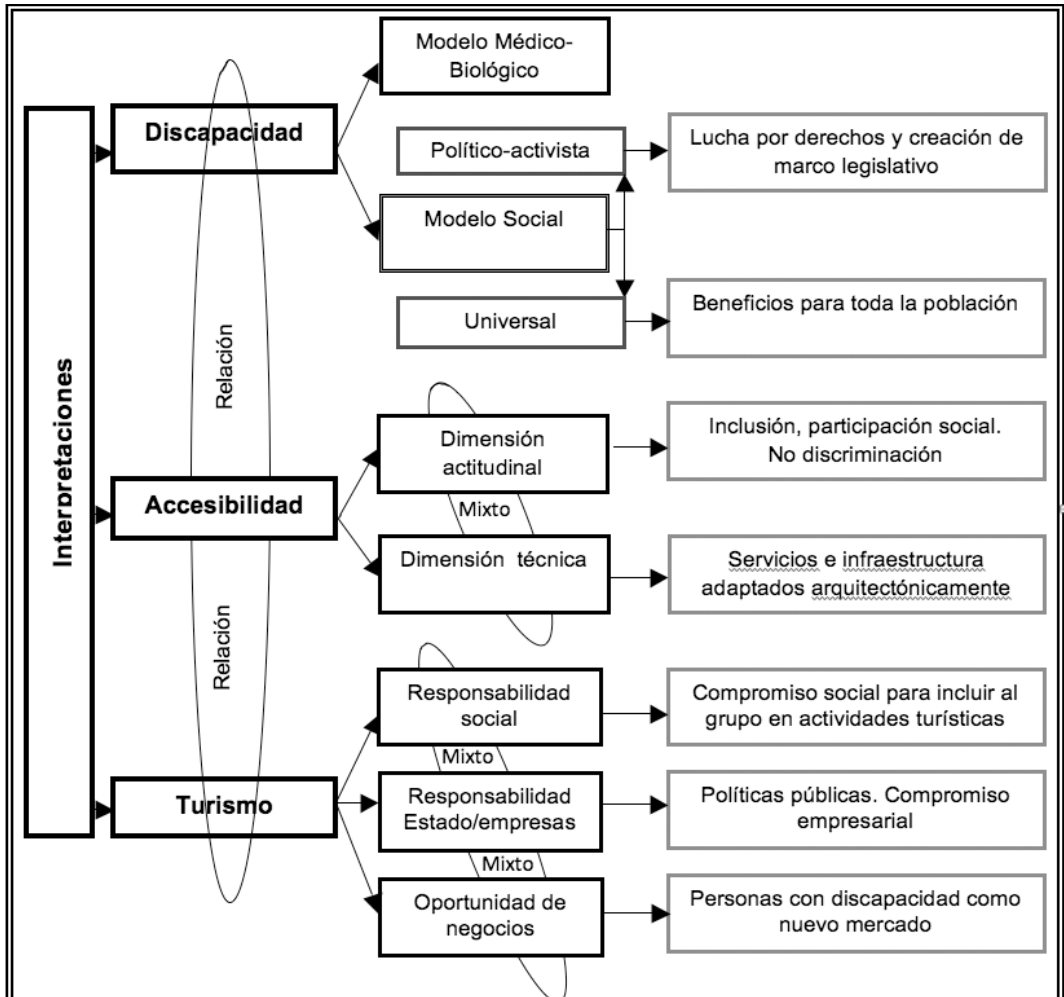 Interpretaciones
Relación
Relación
Discapacidad
Modelo Médico-
Biológico
Político-activista
Lucha por derechos y creación de
marco legislativo
Modelo Social
Universal
Beneficios para toda la población
Accesibilidad
Dimensión
actitudinal
Inclusión, participación social.
No discriminación
Mixto
Dimensión técnica
Servicios e infraestructura
adaptados arquitectónicamente
Turismo
Responsabilidad
social
Compromiso social para incluir al
grupo en actividades turísticas
Mixto
Responsabilidad
Estado/empresas
Políticas públicas. Compromiso
empresarial
Mixto
Oportunidad de
negocios
Personas con discapacidad como
nuevo mercado